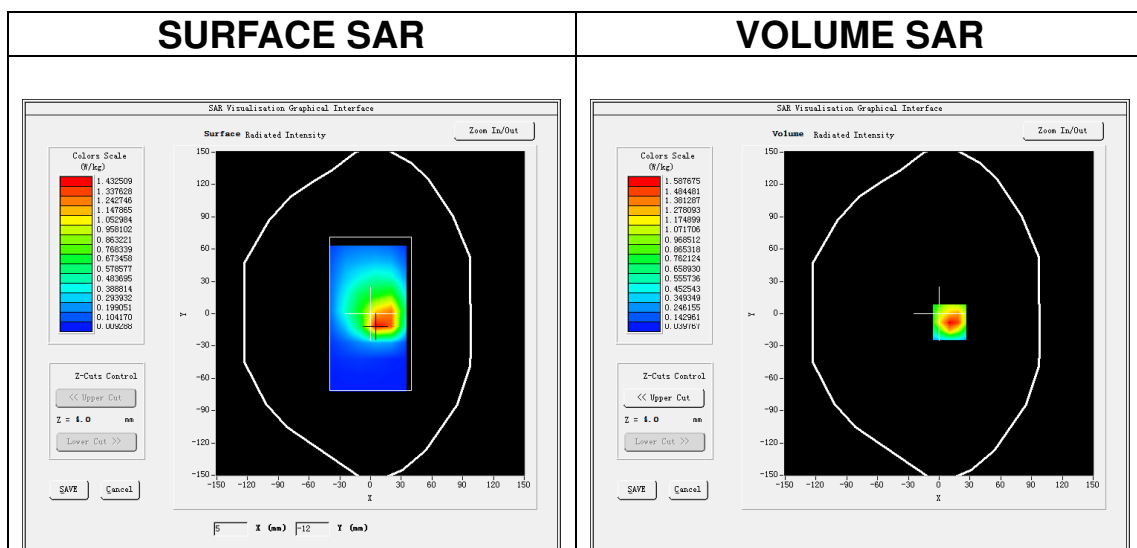 SURFACE SAR
VOLUME SAR
SAR Visualisation Graphical Interface
Surface Radiated Intensity
Zoom In/Out
Colors Scale
(W/kg)
1.432509
1.337628
1.242746
1.147865
1.052984
0.958102
0.863221
0.768339
0.673458
0.578577
0.483695
0.388814
0.293932
0.199051
0.104170
0.009288
Z-Cuts Control
<< Upper Cut
Z = 4.0 mm
Lower Cut >>
SAVE Cancel
150
120
90
60
30
0
-30
-60
-90
-120
-150
Y
-150 -120 -90 -60 -30 0 30 60 90 120 150
X
5 X (mm) -12 Y (mm)
SAR Visualisation Graphical Interface
Volume Radiated Intensity
Zoom In/Out
Colors Scale
(W/kg)
1.587675
1.484481
1.381287
1.278093
1.174899
1.071706
0.968512
0.865318
0.762124
0.658930
0.555736
0.452543
0.349349
0.246155
0.142961
0.039767
Z-Cuts Control
<< Upper Cut
Z = 4.0 mm
Lower Cut >>
SAVE Cancel
150
120
90
60
30
0
-30
-60
-90
-120
-150
Y
-150 -120 -90 -60 -30 0 30 60 90 120 150
X